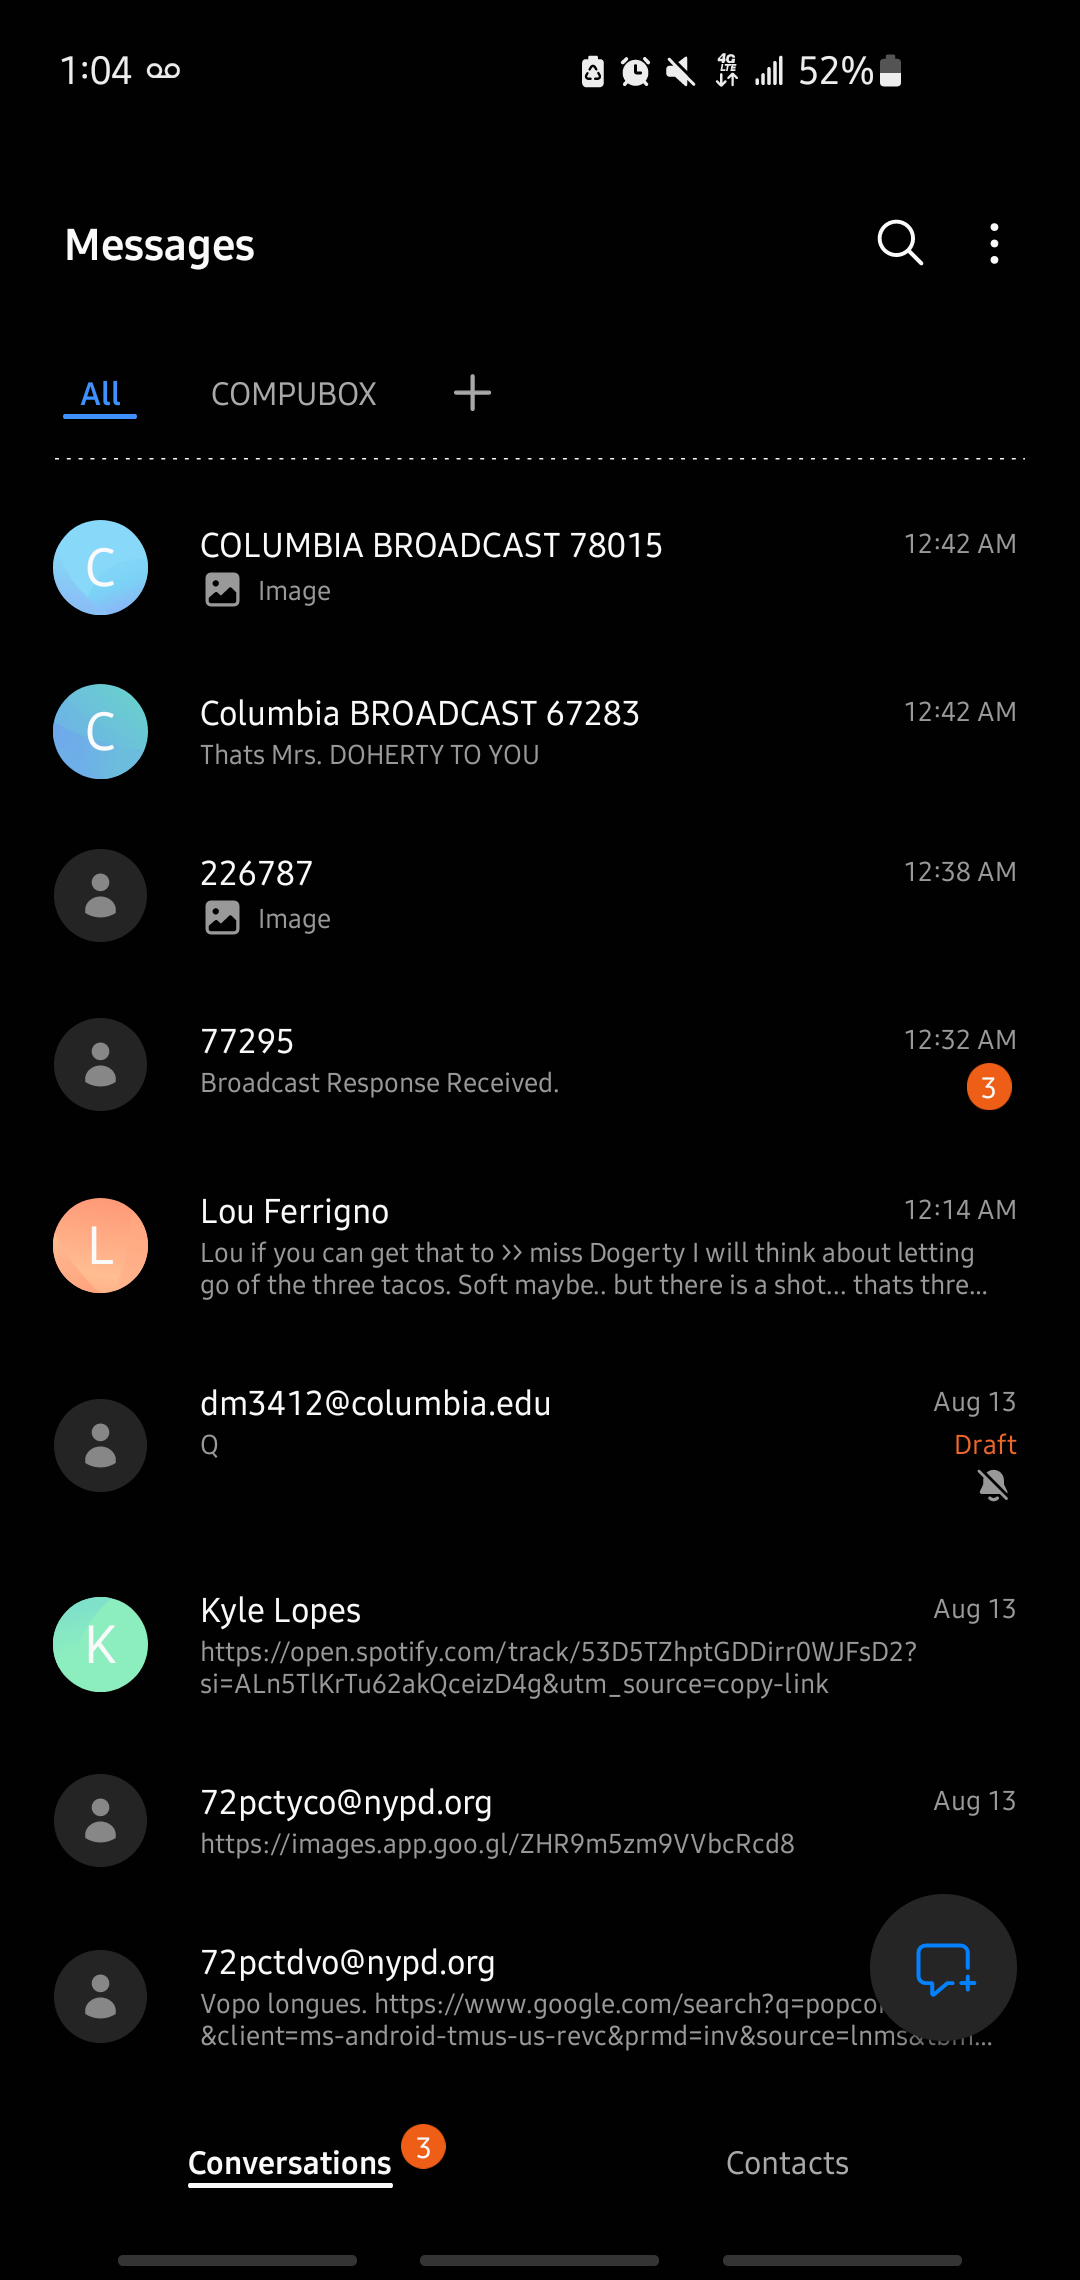 1:04
4G LTE
52%
Messages
All COMPUBOX
C
COLUMBIA BROADCAST 78015 12:42 AM
Image
C
Columbia BROADCAST 67283 12:42 AM
Thats Mrs. DOHERTY TO YOU
226787 12:38 AM
Image
77295 12:32 AM
Broadcast Response Received.
3
L
Lou Ferrigno 12:14 AM
Lou if you can get that to >> miss Dogerty I will think about letting
go of the three tacos. Soft maybe.. but there is a shot... thats thre...
dm3412@columbia.edu Aug 13
Q Draft
K
Kyle Lopes Aug 13
https://open.spotify.com/track/53D5TZhptGDDirr0WJFsD2?
si=ALn5TlKrTu62akQceizD4g&utm_source=copy-link
72pctyco@nypd.org Aug 13
https://images.app.goo.gl/ZHR9m5zm9VVbcRcd8
72pctdvo@nypd.org
Vopo longues. https://www.google.com/search?q=popco
&client=ms-android-tmus-us-revc&prmd=inv&source=lnms&tbm...
Conversations 3 Contacts